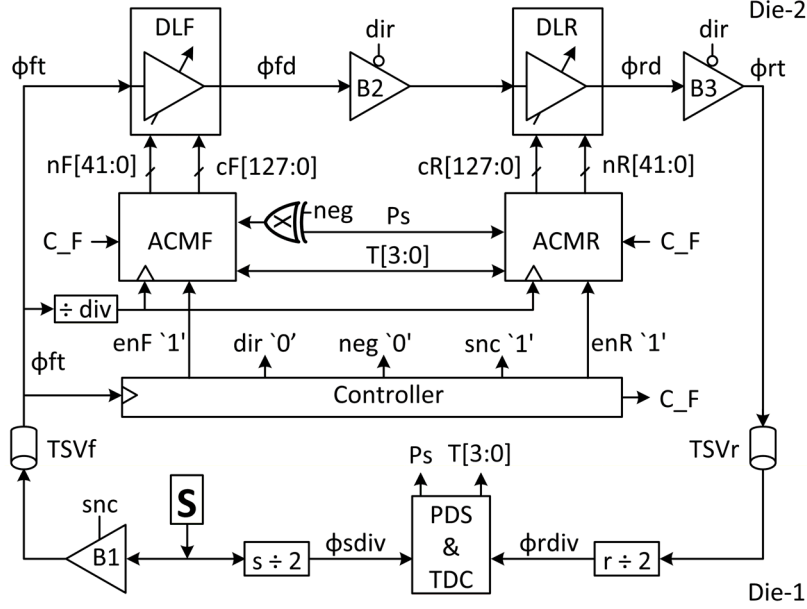 Die-2
DLF
dir
DLR
dir
ϕft
ϕfd
B2
ϕrd
B3
ϕrt
nF[41:0]
cF[127:0]
cR[127:0]
nR[41:0]
neg
X
Ps
C_F
ACMF
ACMR
C_F
T[3:0]
÷ div
enF `1'
dir `0’
neg `0'
snc `1'
enR `1'
ϕft
Controller
C_F
TSVf
TSVr
Ps
T[3:0]
snc
S
PDS
&
TDC
B1
s ÷ 2
ϕsdiv
ϕrdiv
r ÷ 2
Die-1